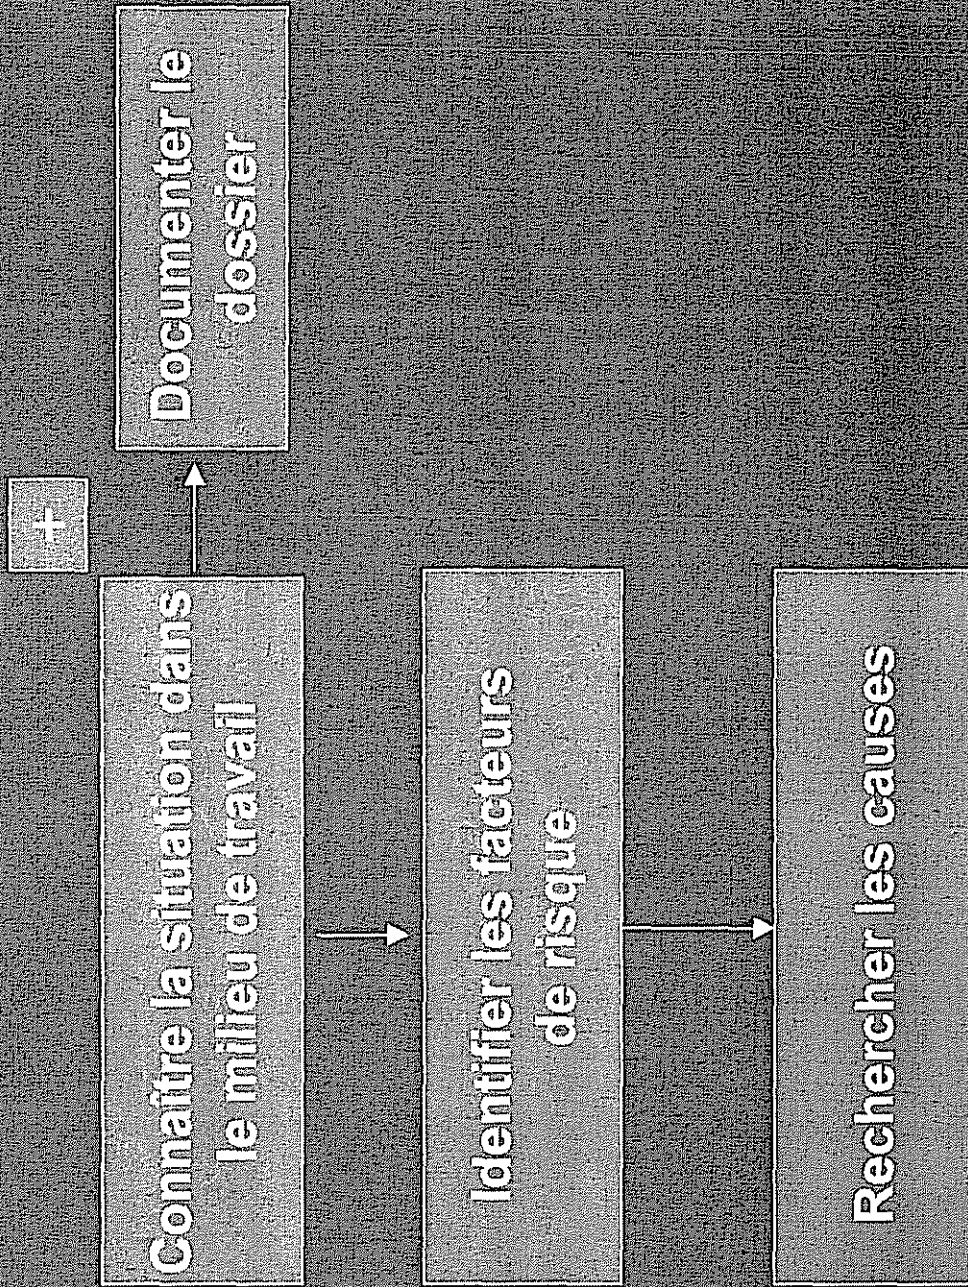 +
Connaître la situation dans
le milieu de travail
Documenter le
dossier
Identifier les facteurs
de risque
Rechercher les causes